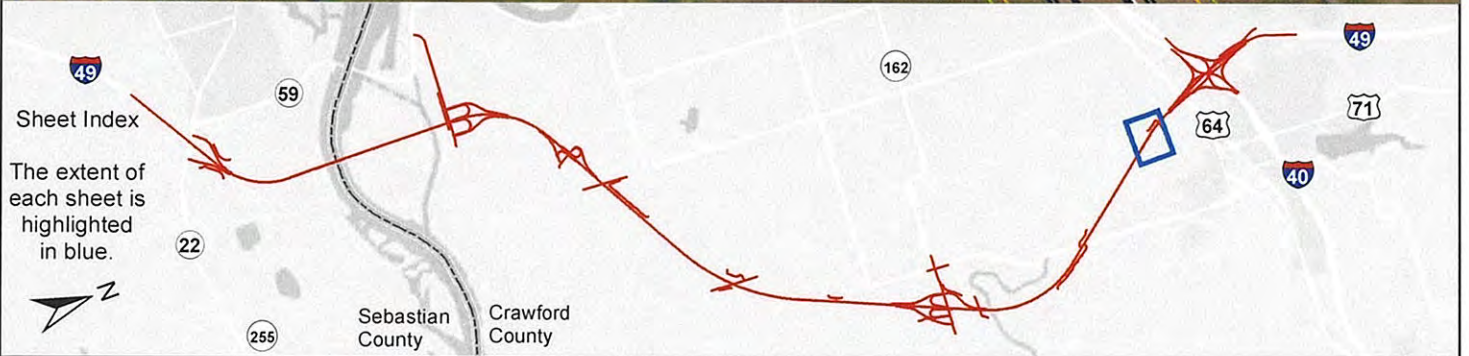 49
Sheet Index
The extent of
each sheet is
highlighted
in blue.
N
59
22
255
Sebastian
County
Crawford
County
162
49
64
71
40